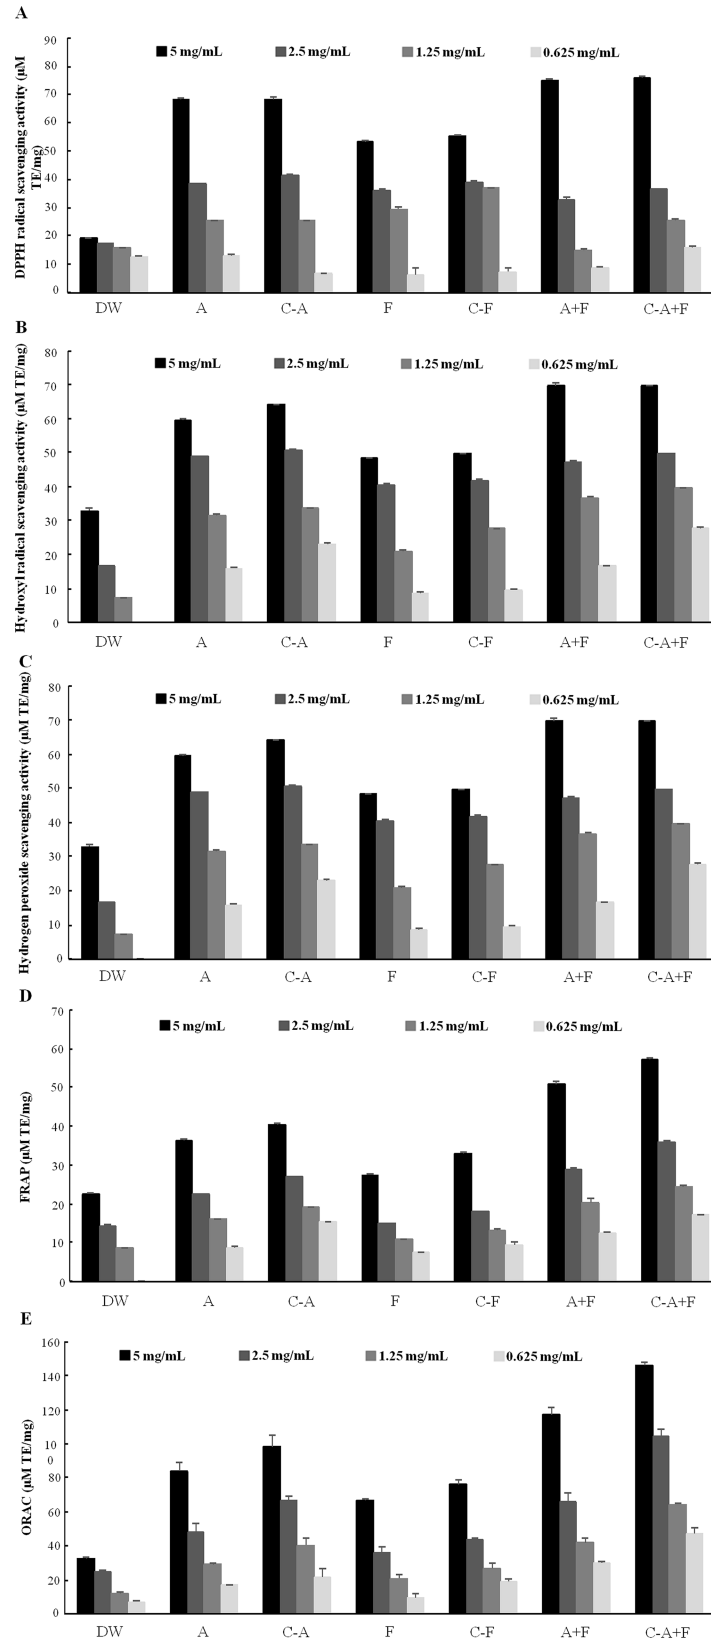 A
DPPH radical scavenging activity (μM
TE/mg)
90
80
70
60
50
40
30
20
10
0
5 mg/mL 2.5 mg/mL 1.25 mg/mL 0.625 mg/mL
DW A C-A F C-F A+F C-A+F
B
Hydroxyl radical scavenging activity (μM TE/mg)
80
70
60
50
40
30
20
10
0
5 mg/mL 2.5 mg/mL 1.25 mg/mL 0.625 mg/mL
DW A C-A F C-F A+F C-A+F
C
Hydrogen peroxide scavenging activity (μM TE/mg)
80
70
60
50
40
30
20
10
0
5 mg/mL 2.5 mg/mL 1.25 mg/mL 0.625 mg/mL
DW A C-A F C-F A+F C-A+F
D
FRAP (μM TE/mg)
70
60
50
40
30
20
10
0
5 mg/mL 2.5 mg/mL 1.25 mg/mL 0.625 mg/mL
DW A C-A F C-F A+F C-A+F
E
ORAC (μM TE/mg)
160
140
120
10
0
80
60
40
20
0
5 mg/mL 2.5 mg/mL 1.25 mg/mL 0.625 mg/mL
DW A C-A F C-F A+F C-A+F